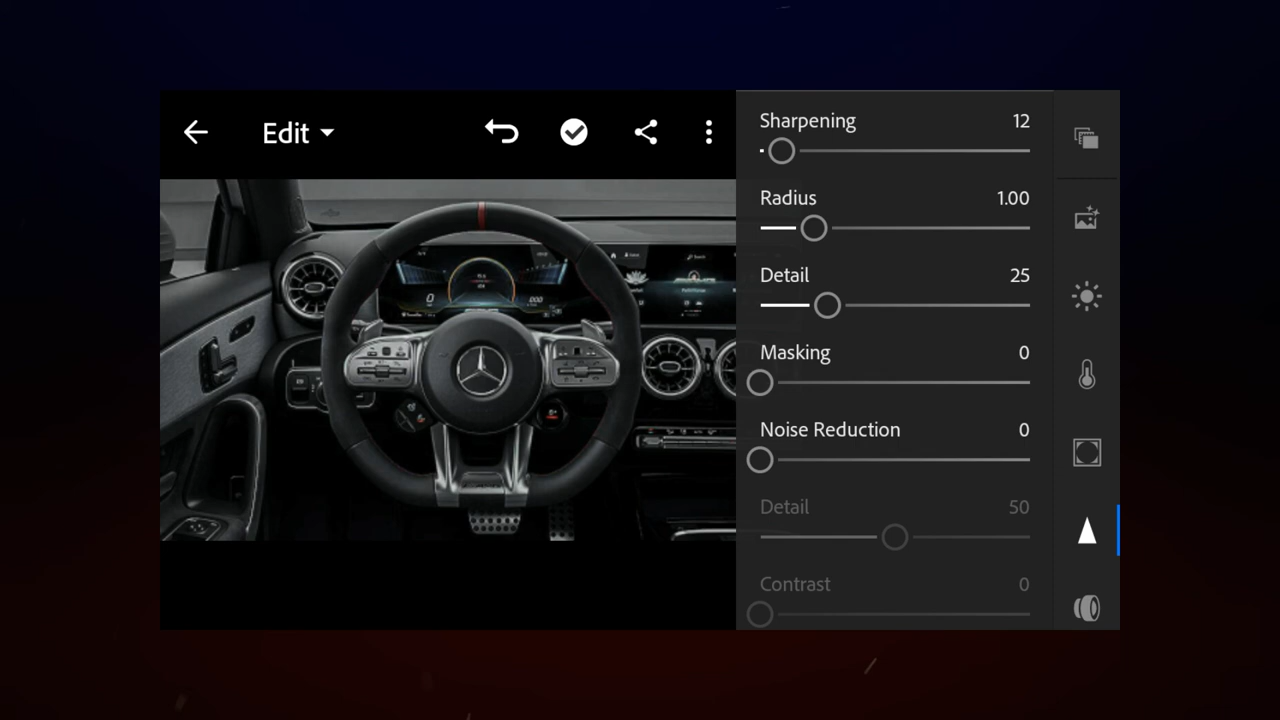 Edit
Sharpening 12
Radius 1.00
Detail 25
Masking 0
Noise Reduction 0
Detail 50
Contrast 0